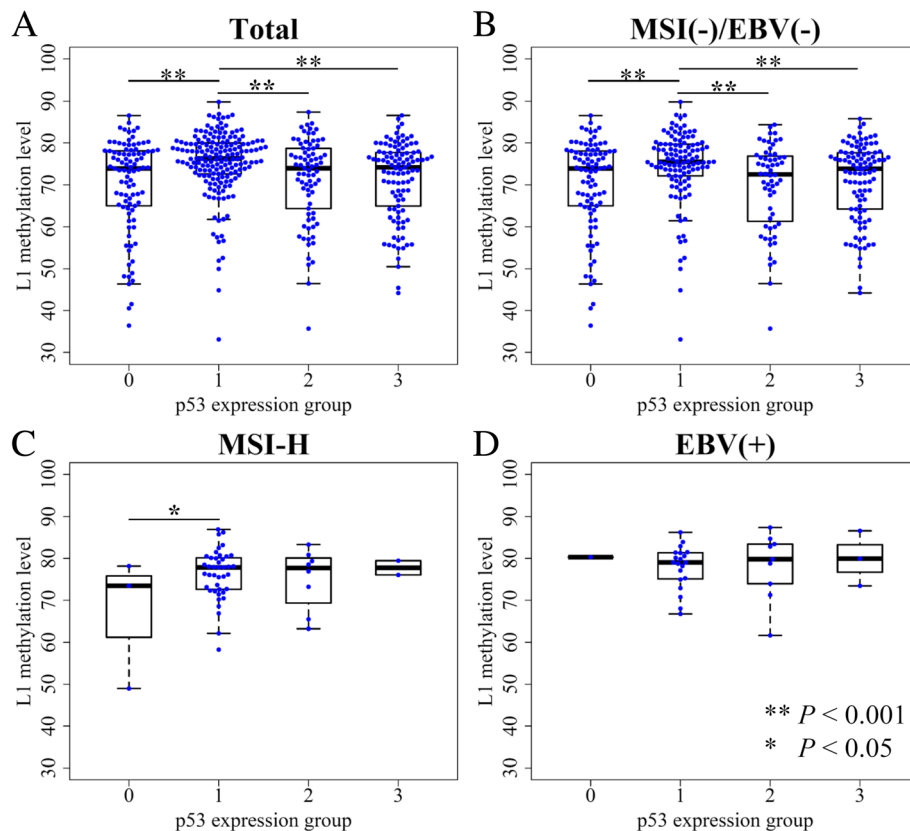 A Total
L1 methylation level
30 40 50 60 70 80 90 100
** ** **
0 1 2 3
p53 expression group
B MSI(-)/EBV(-)
L1 methylation level
30 40 50 60 70 80 90 100
** ** **
0 1 2 3
p53 expression group
C MSI-H
L1 methylation level
30 40 50 60 70 80 90 100
*
0 1 2 3
p53 expression group
D EBV(+)
L1 methylation level
30 40 50 60 70 80 90 100
** P < 0.001
* P < 0.05
0 1 2 3
p53 expression group